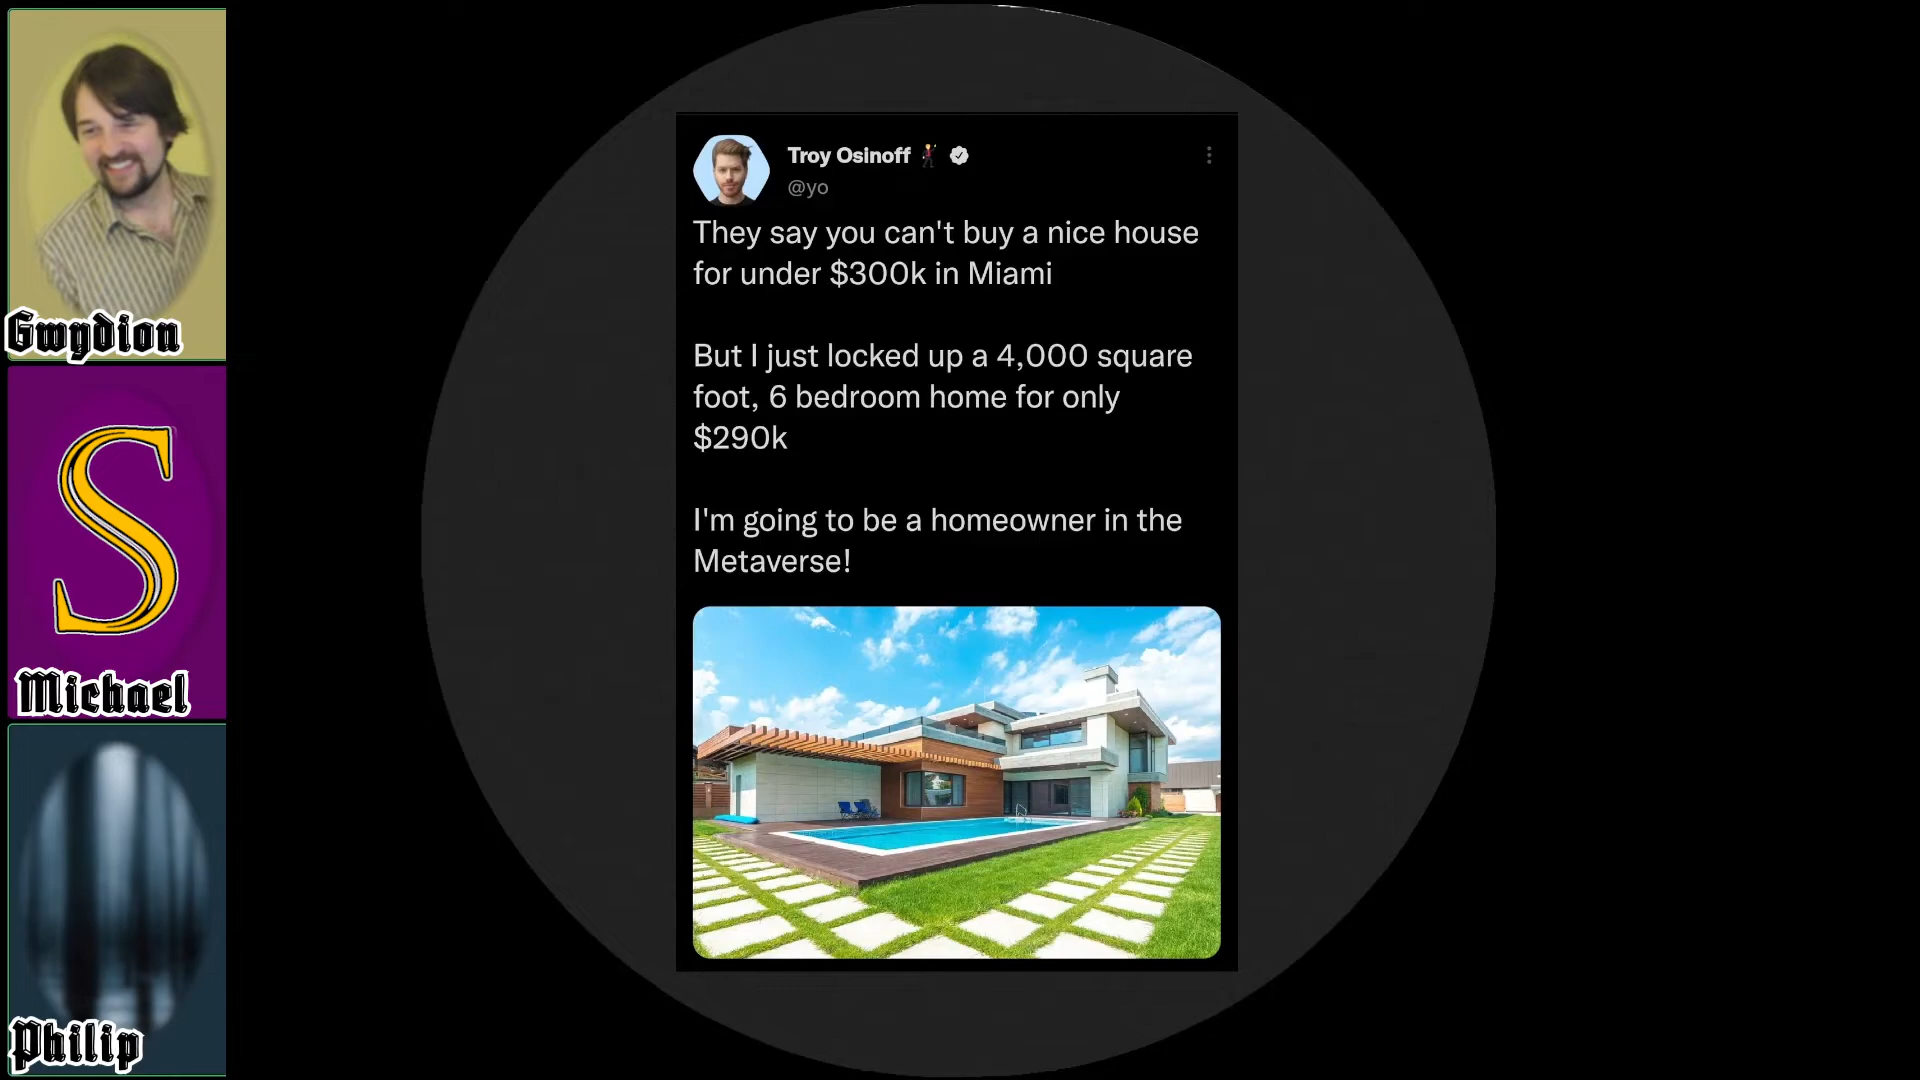 Gwydion
S
Michael
Philip
Troy Osinoff
@yo
They say you can't buy a nice house
for under $300k in Miami
But I just locked up a 4,000 square
foot, 6 bedroom home for only
$290k
I'm going to be a homeowner in the
Metaverse!